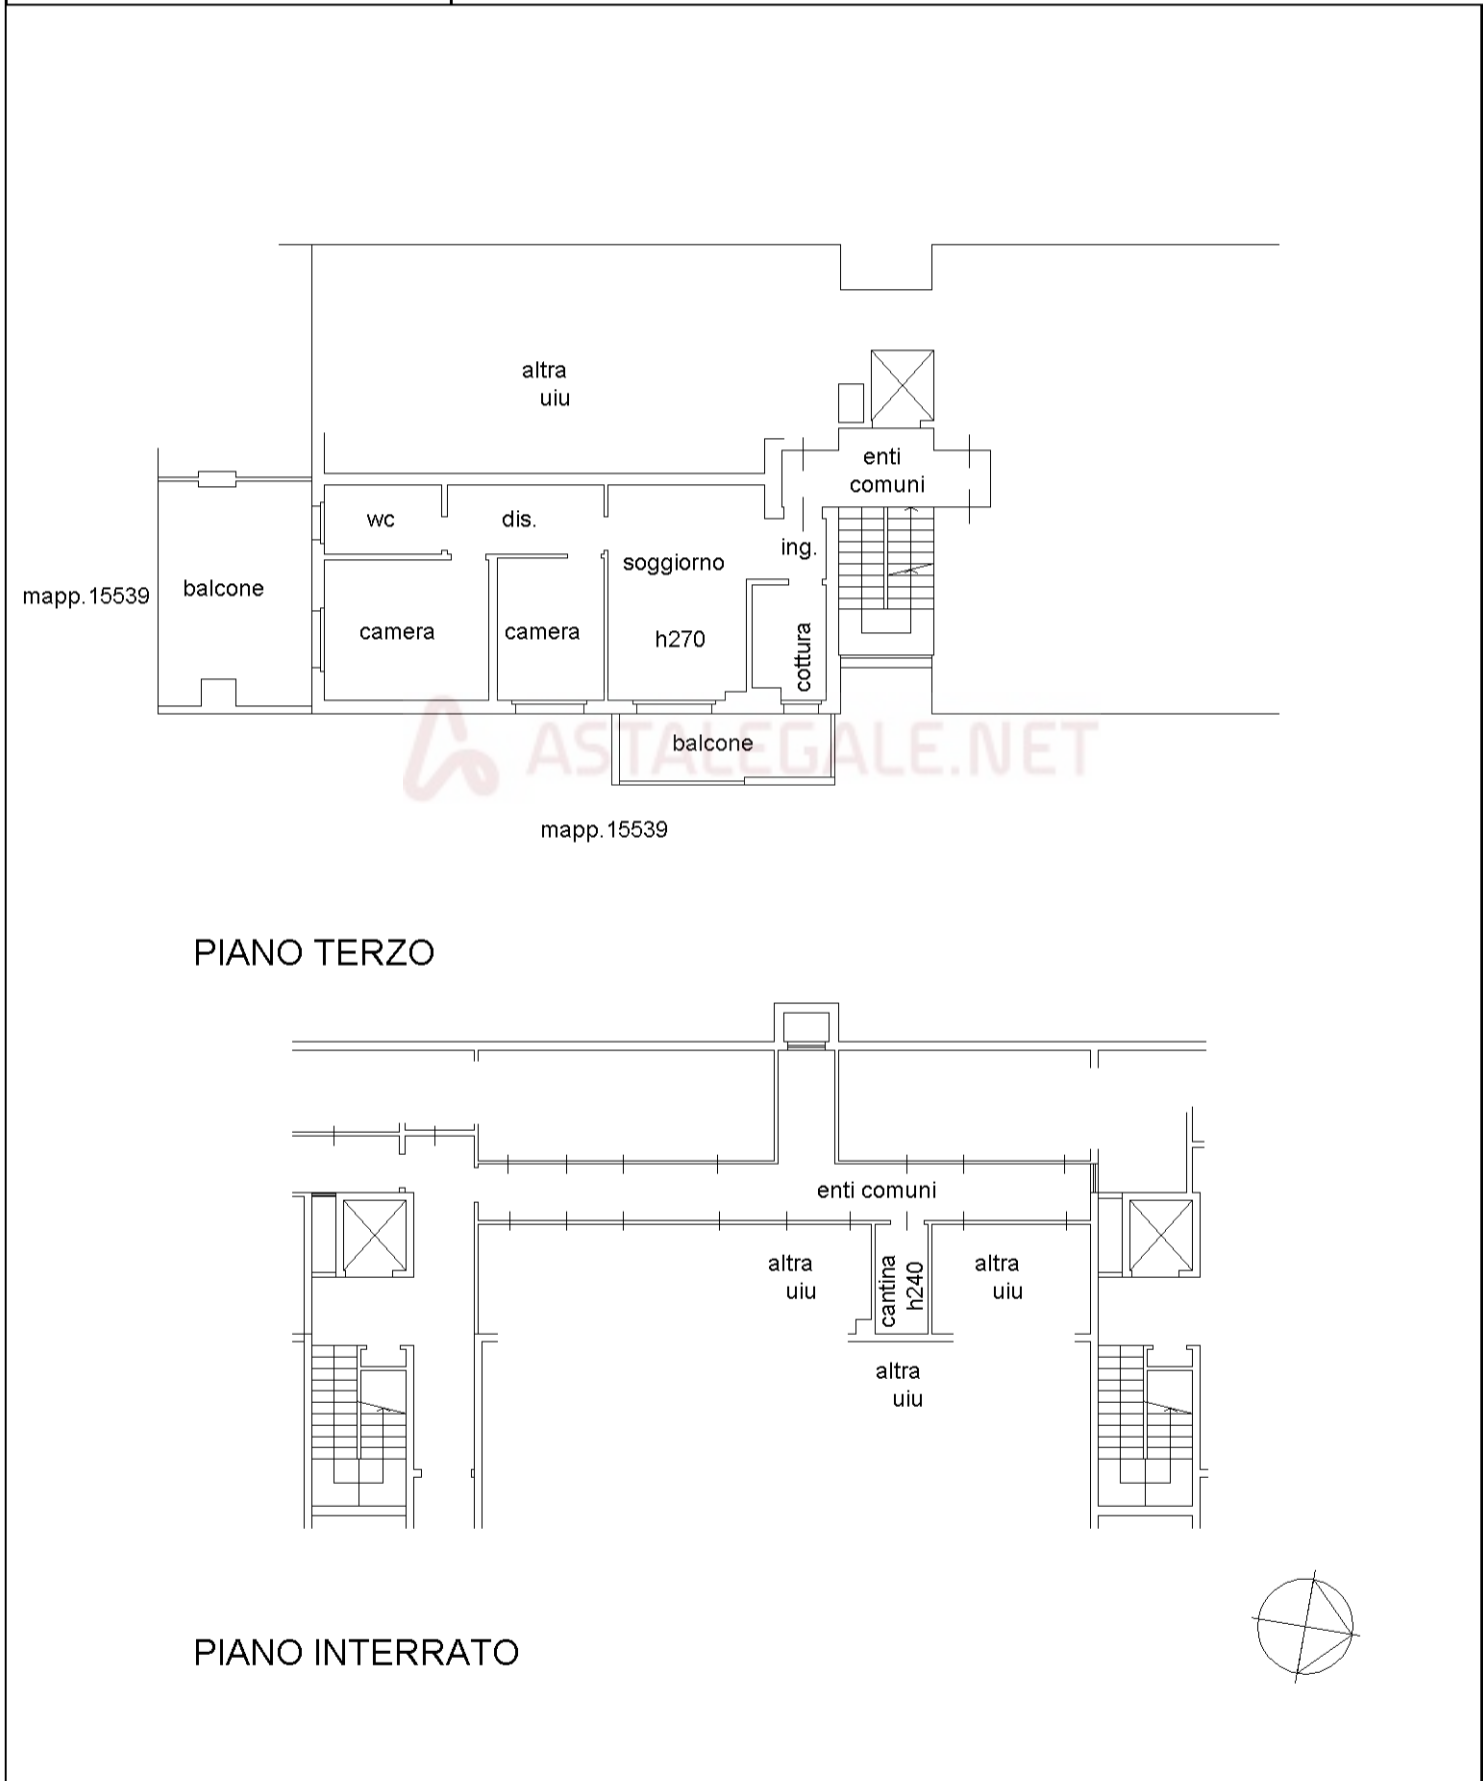 altra
uiu
enti
comuni
wc
dis.
ing.
soggiorno
mapp.15539
balcone
camera
camera
h270
cottura
ASTALEGALE.NET
balcone
mapp.15539
PIANO TERZO
enti comuni
altra
uiu
cantina
h240
altra
uiu
altra
uiu
PIANO INTERRATO